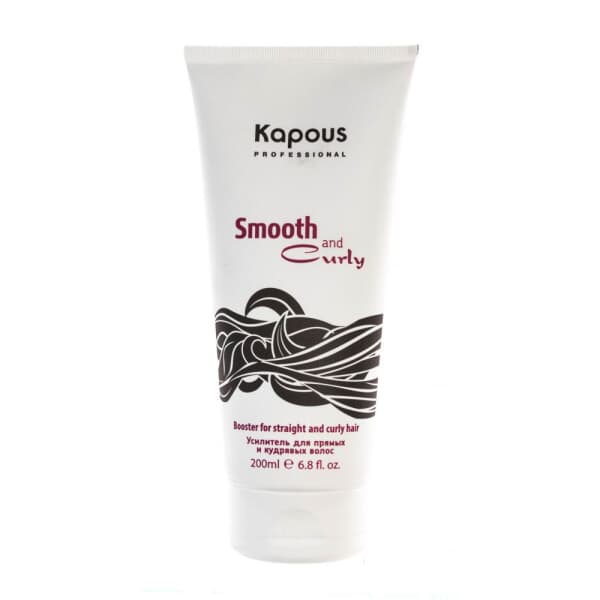 Kapous
PROFESSIONAL
Smooth
and
Curly
Booster for straight and curly hair
Усилитель для прямых
и кудрявых волос
200ml ℮ 6.8 fl. oz.